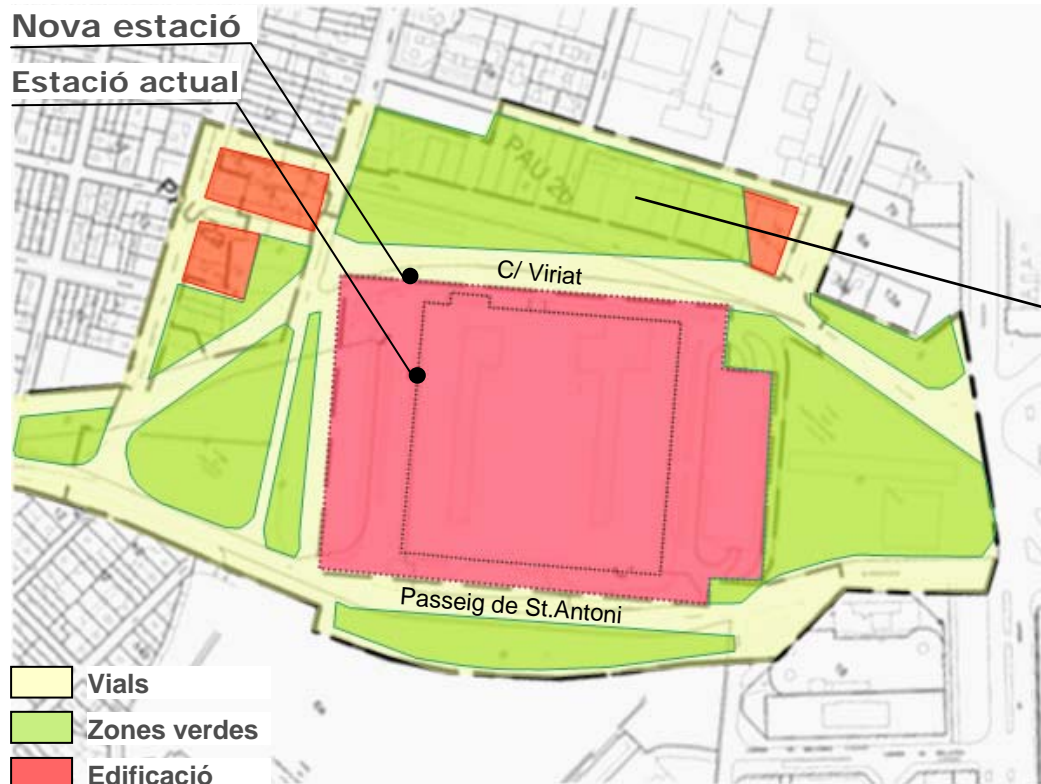 Nova estació
Estació actual
PAU 2b
C/ Viriat
Passeig de St.Antoni
Vials
Zones verdes
Edificació